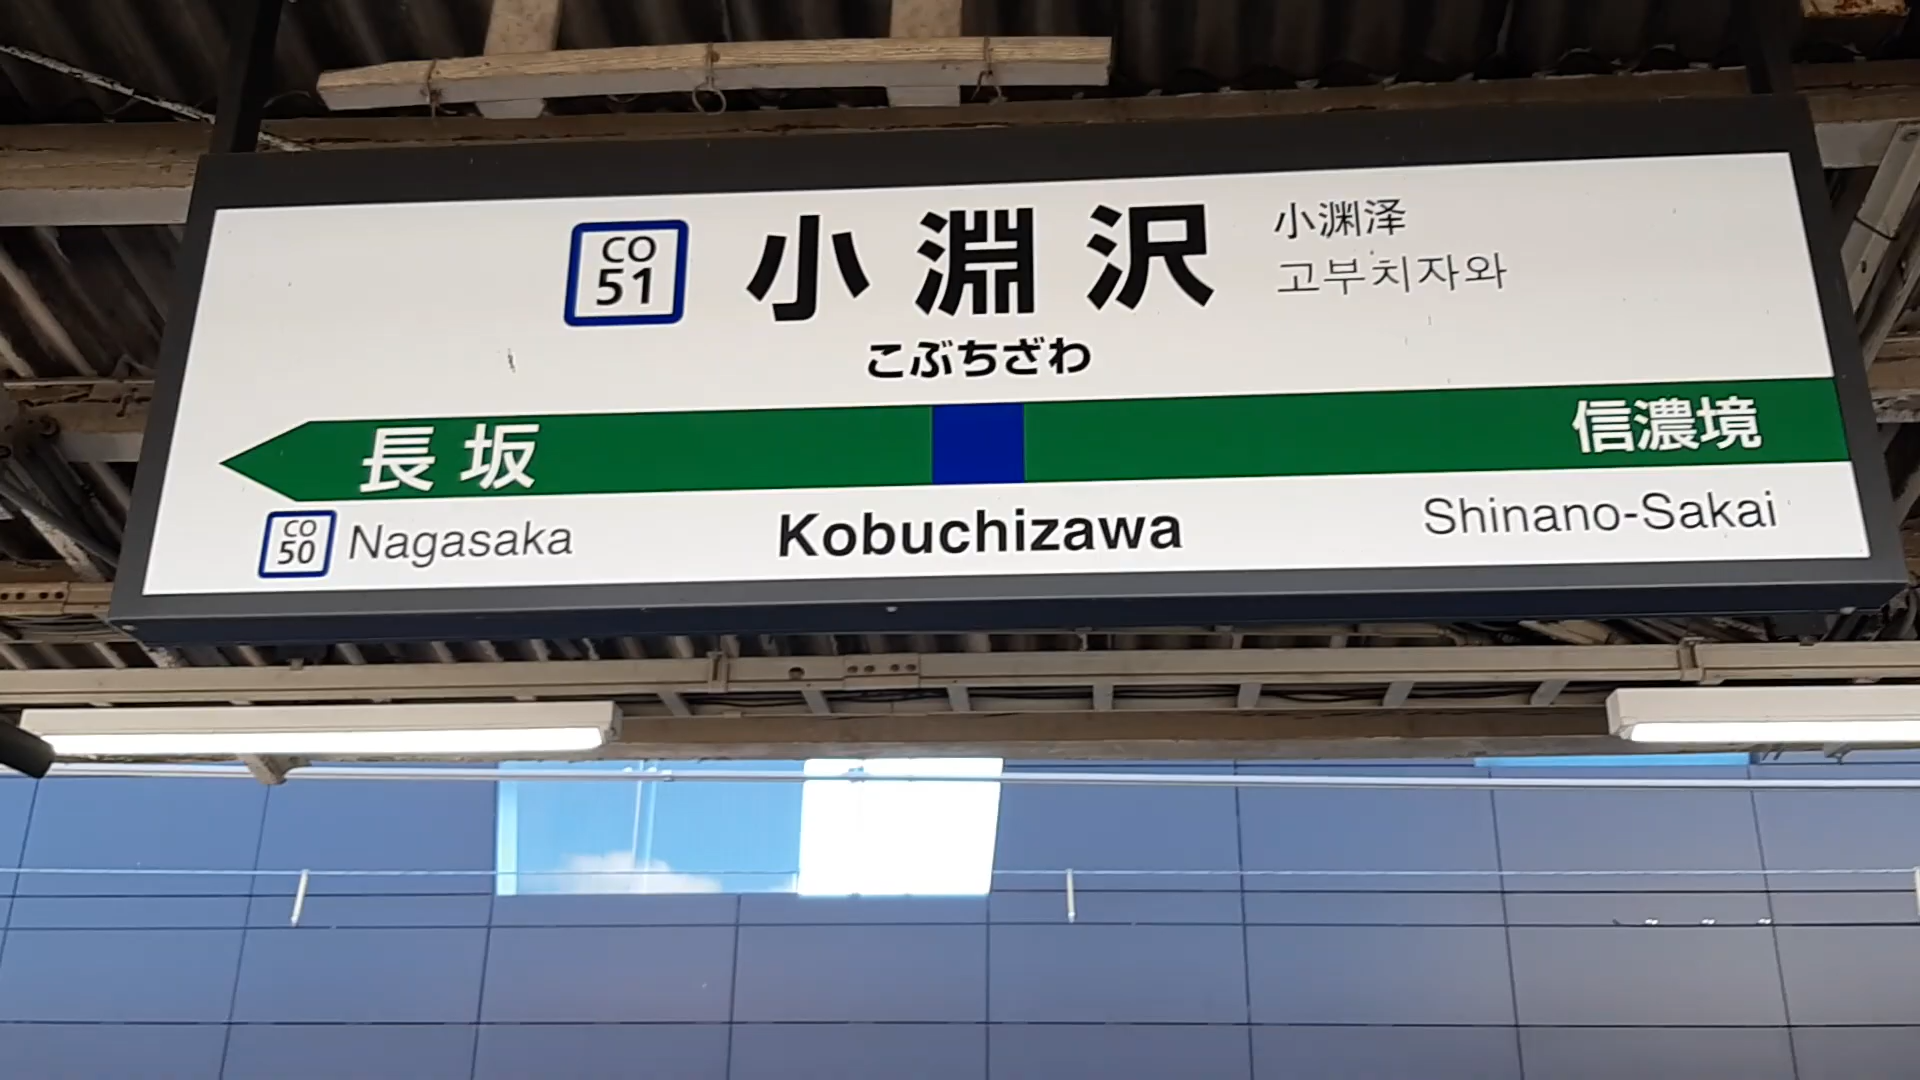 CO
51
小淵沢
小渊泽
고부치자와
こぶちざわ
長坂
信濃境
CO
50
Nagasaka
Kobuchizawa
Shinano-Sakai